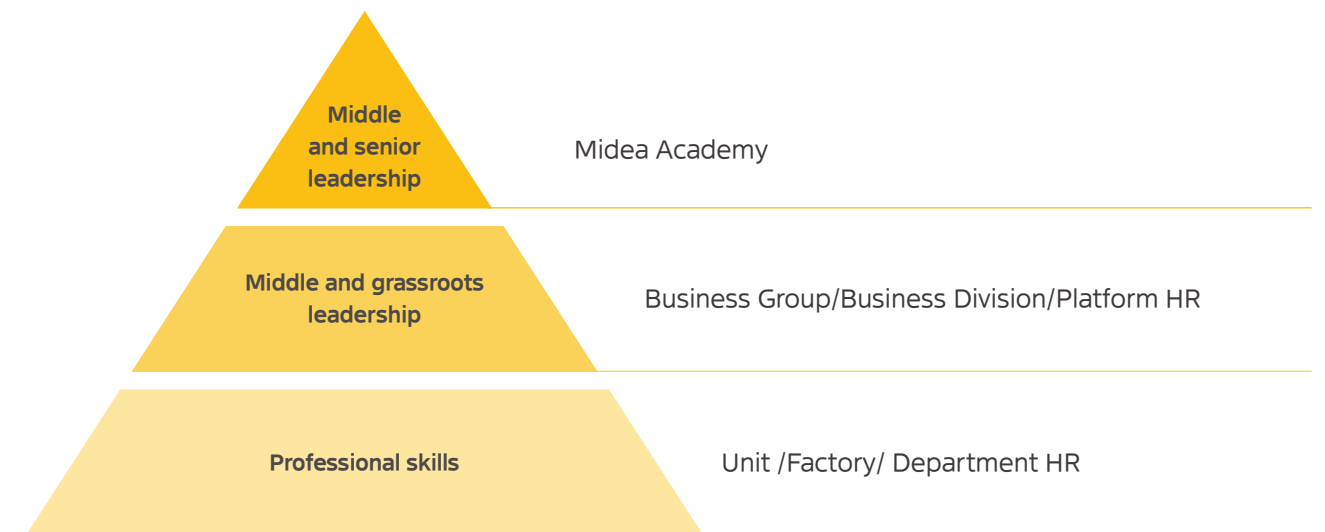 Middle
and senior
leadership
Midea Academy
Middle and grassroots
leadership
Business Group/Business Division/Platform HR
Professional skills
Unit /Factory/ Department HR